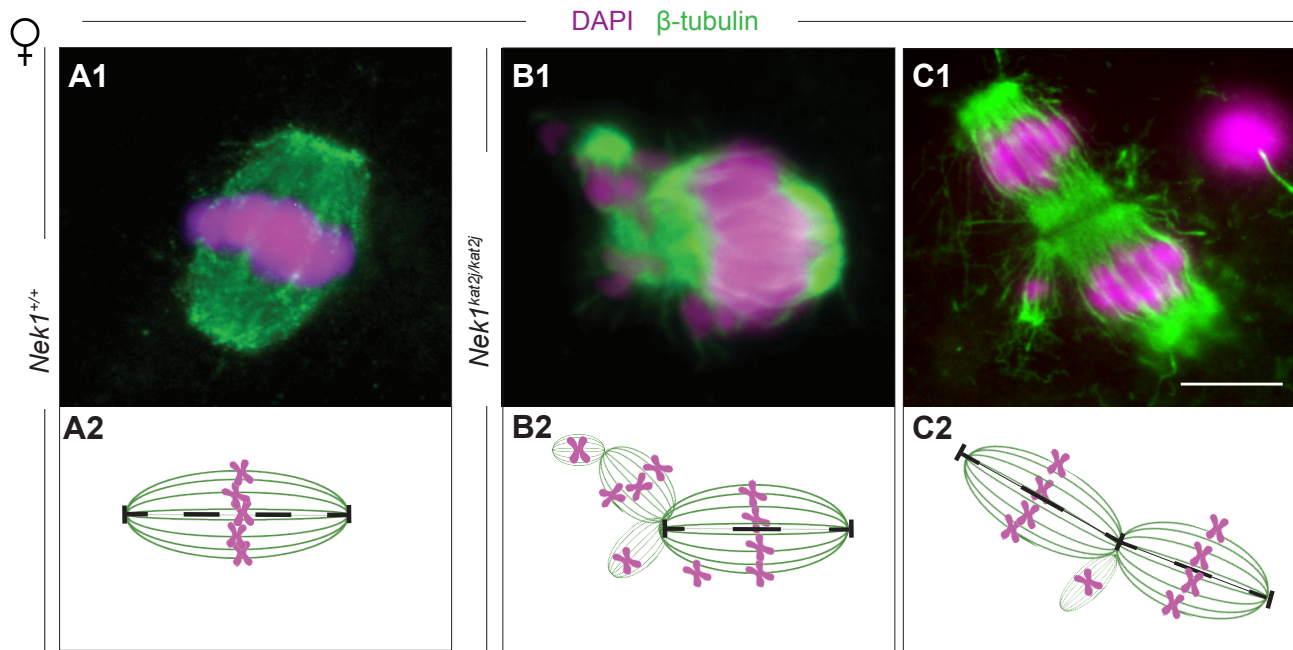 ♀
DAPI β-tubulin
A1
B1
C1
Nek1+/+
Nek1kat2j/kat2j
A2
B2
C2